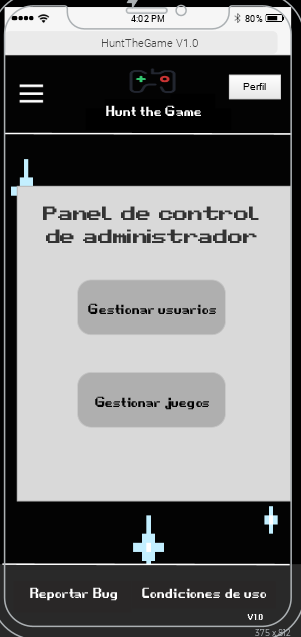 4:02 PM
80%
HuntTheGame V1.0
Perfil
Hunt the Game
Panel de control
de administrador
Gestionar usuarios
Gestionar juegos
Reportar Bug
Condiciones de uso
V1.0
375 x 812